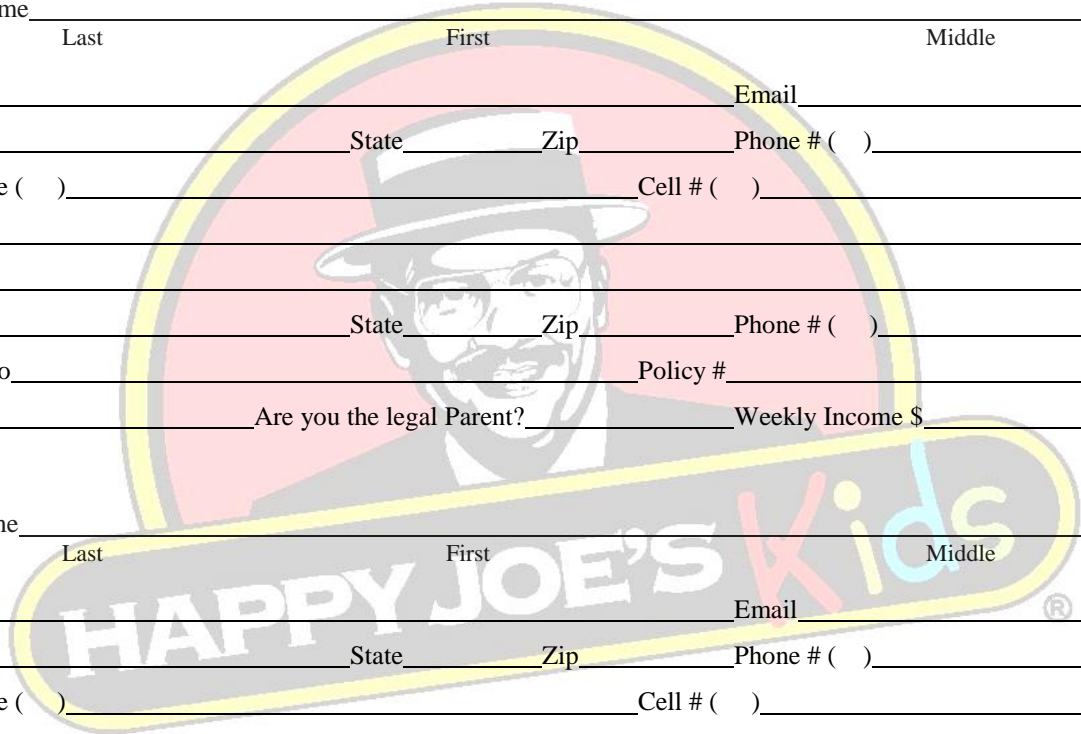 me
Last First Middle
Email
State Zip Phone # ( )
e ( ) Cell # ( )
State Zip Phone # ( )
o Policy #
Are you the legal Parent? Weekly Income $
me
Last First Middle
HAPPY JOE'S Kids ®
Email
State Zip Phone # ( )
e ( ) Cell # ( )